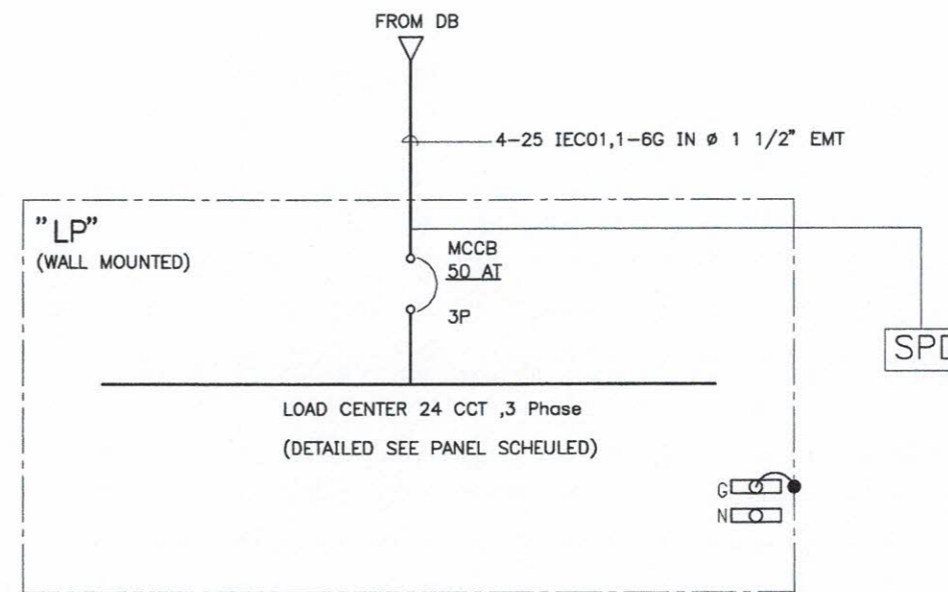 FROM DB
4-25 IEC01,1-6G IN ø 1 1/2" EMT
"LP"
(WALL MOUNTED)
MCCB
50 AT
3P
SPD
LOAD CENTER 24 CCT ,3 Phase
(DETAILED SEE PANEL SCHEULED)
G
N